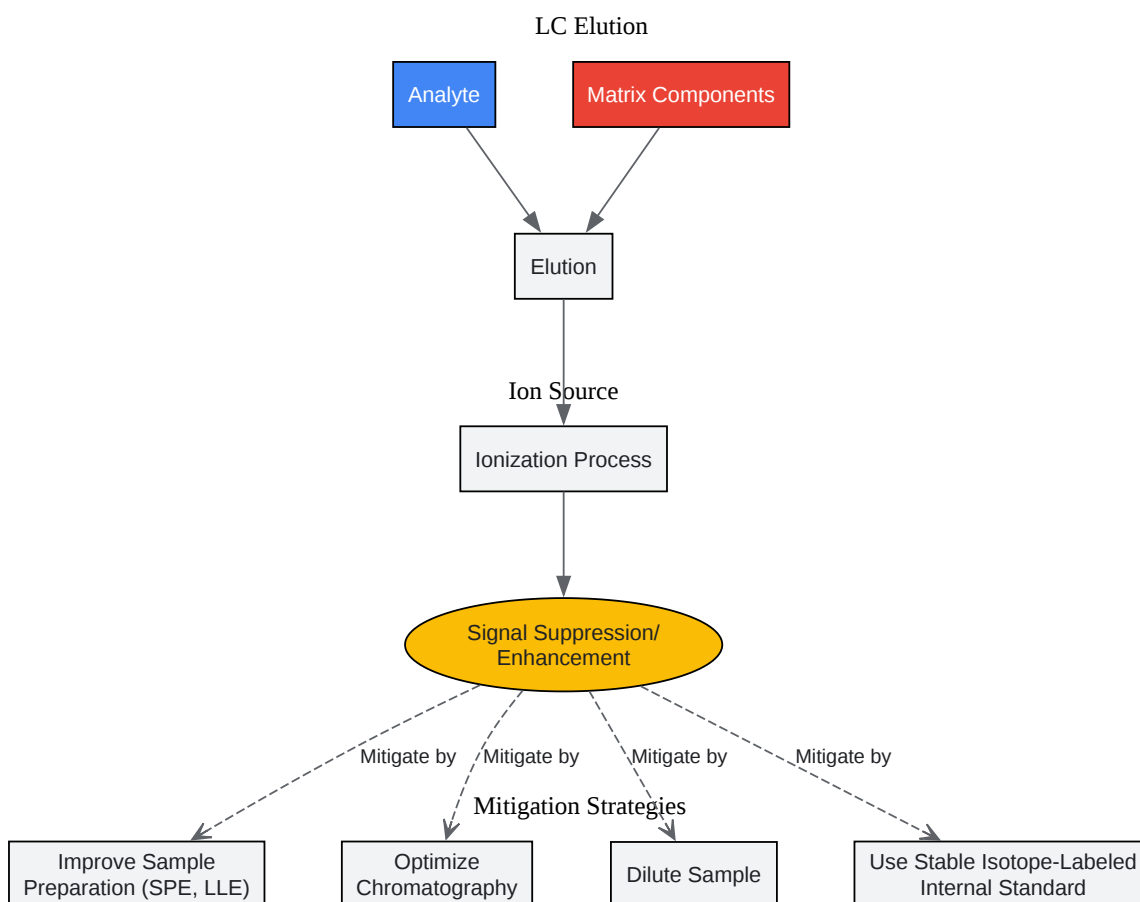 LC Elution
Analyte
Matrix Components
Elution
Ion Source
Ionization Process
Signal Suppression/
Enhancement
Mitigate by
Mitigate by
Mitigate by
Mitigate by
Mitigation Strategies
Improve Sample
Preparation (SPE, LLE)
Optimize
Chromatography
Dilute Sample
Use Stable Isotope-Labeled
Internal Standard